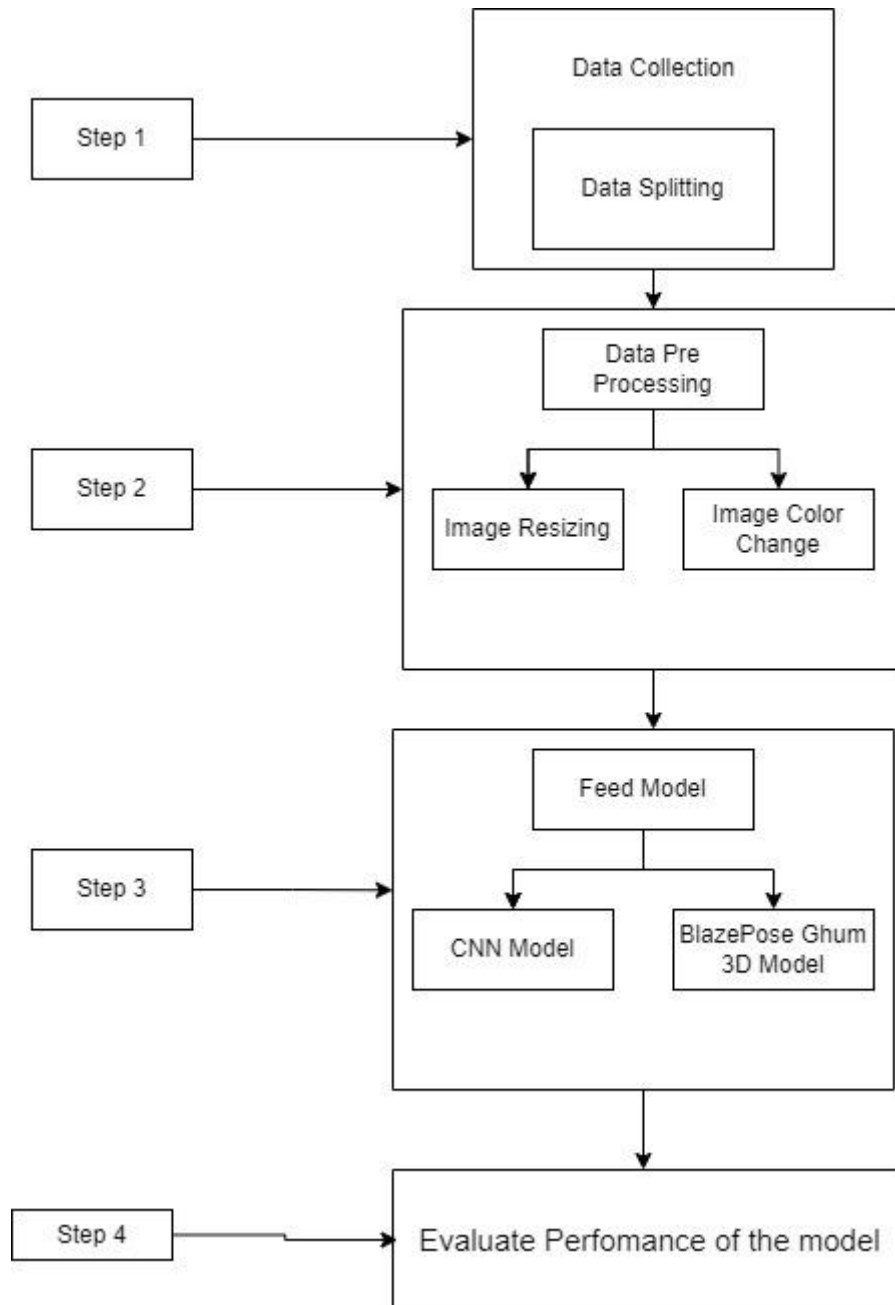 Data Collection
Step 1
Data Splitting
Data Pre
Processing
Step 2
Image Resizing
Image Color
Change
Feed Model
Step 3
CNN Model
BlazePose Ghum
3D Model
Step 4
Evaluate Perfomance of the model